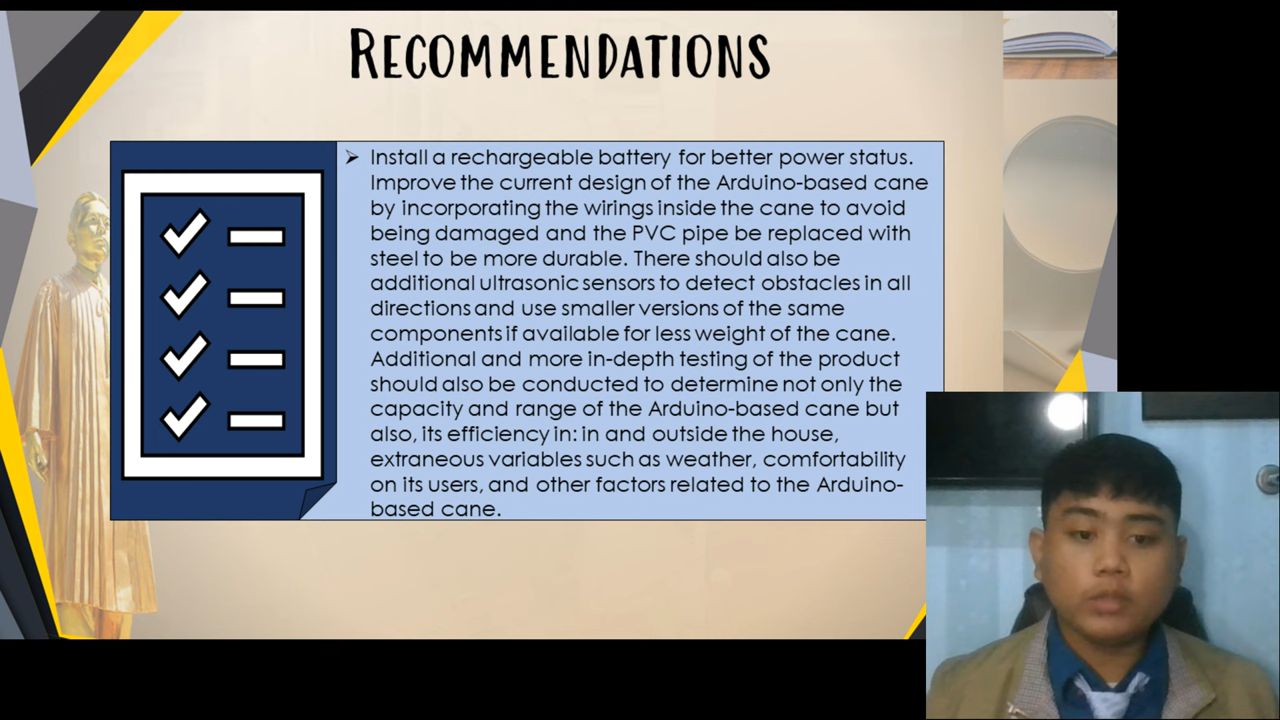 RECOMMENDATIONS
➤ Install a rechargeable battery for better power status.
Improve the current design of the Arduino-based cane
by incorporating the wirings inside the cane to avoid
being damaged and the PVC pipe be replaced with
steel to be more durable. There should also be
additional ultrasonic sensors to detect obstacles in all
directions and use smaller versions of the same
components if available for less weight of the cane.
Additional and more in-depth testing of the product
should also be conducted to determine not only the
capacity and range of the Arduino-based cane but
also, its efficiency in: in and outside the house,
extraneous variables such as weather, comfortability
on its users, and other factors related to the Arduino-
based cane.